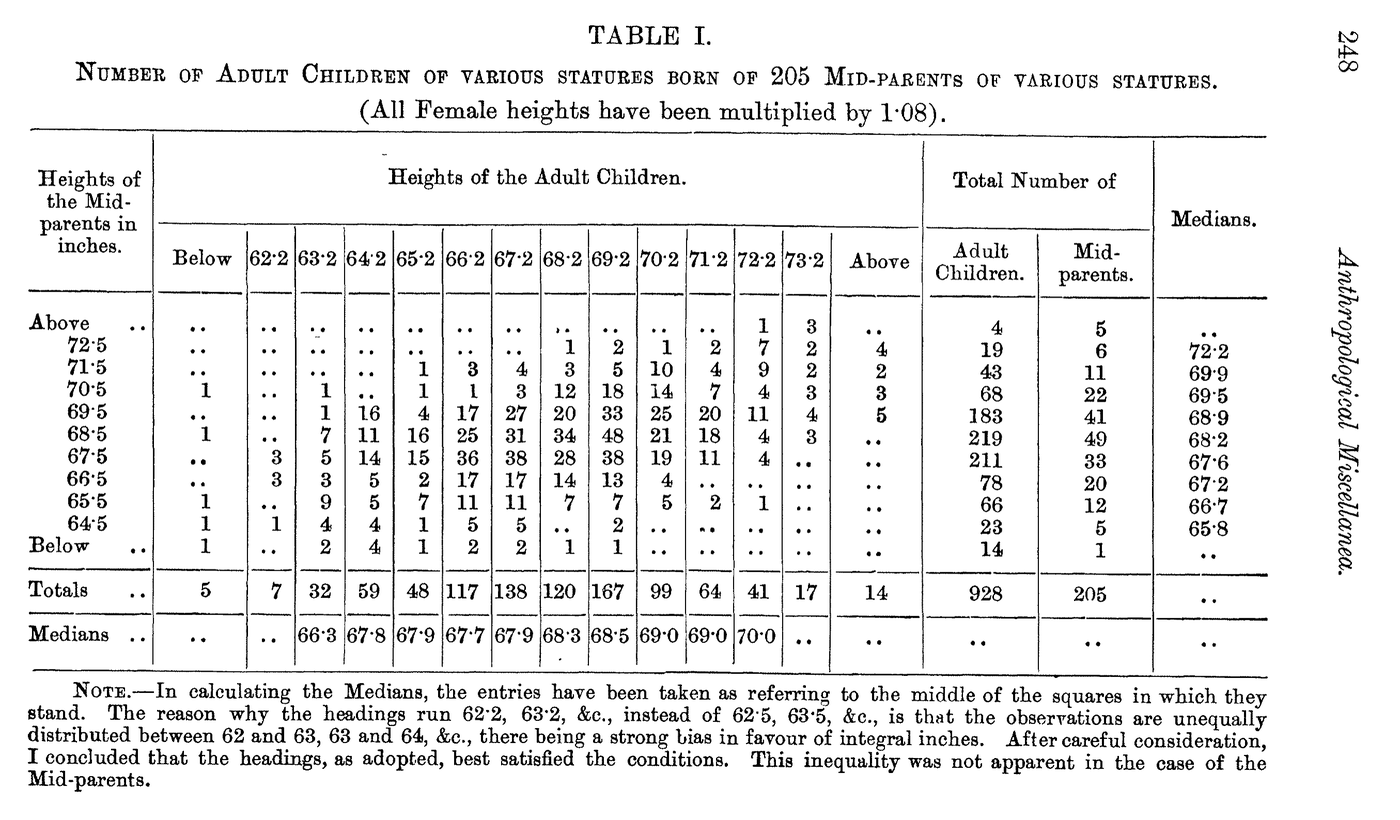 TABLE I.
NUMBER OF ADULT CHILDREN OF VARIOUS STATURES BORN OF 205 MID-PARENTS OF VARIOUS STATURES.
(All Female heights have been multiplied by 1·08).
Heights of the Mid-parents in inches. Heights of the Adult Children. Total Number of Medians.
Below 62·2 63·2 64·2 65·2 66·2 67·2 68·2 69·2 70·2 71·2 72·2 73·2 Above Adult Children. Mid-parents.
Above .. .. .. .. .. .. .. .. .. .. .. .. 1 3 .. 4 5 ..
72·5 .. .. .. .. .. .. .. 1 2 1 2 7 2 4 19 6 72·2
71·5 .. .. .. .. 1 3 4 3 5 10 4 9 2 2 43 11 69·9
70·5 1 .. 1 .. 1 1 3 12 18 14 7 4 3 3 68 22 69·5
69·5 .. .. 1 16 4 17 27 20 33 25 20 11 4 5 183 41 68·9
68·5 1 .. 7 11 16 25 31 34 48 21 18 4 3 .. 219 49 68·2
67·5 .. 3 5 14 15 36 38 28 38 19 11 4 .. .. 211 33 67·6
66·5 .. 3 3 5 2 17 17 14 13 4 .. .. .. .. 78 20 67·2
65·5 1 .. 9 5 7 11 11 7 7 5 2 1 .. .. 66 12 66·7
64·5 1 1 4 4 1 5 5 .. 2 .. .. .. .. .. 23 5 65·8
Below .. 1 .. 2 4 1 2 2 1 1 .. .. .. .. .. 14 1 ..
Totals .. 5 7 32 59 48 117 138 120 167 99 64 41 17 14 928 205 ..
Medians .. .. .. 66·3 67·8 67·9 67·7 67·9 68·3 68·5 69·0 69·0 70·0 .. .. .. .. ..
NOTE.—In calculating the Medians, the entries have been taken as referring to the middle of the squares in which they
stand. The reason why the headings run 62·2, 63·2, &c., instead of 62·5, 63·5, &c., is that the observations are unequally
distributed between 62 and 63, 63 and 64, &c., there being a strong bias in favour of integral inches. After careful consideration,
I concluded that the headings, as adopted, best satisfied the conditions. This inequality was not apparent in the case of the
Mid-parents.
248
Anthropological Miscellanea.